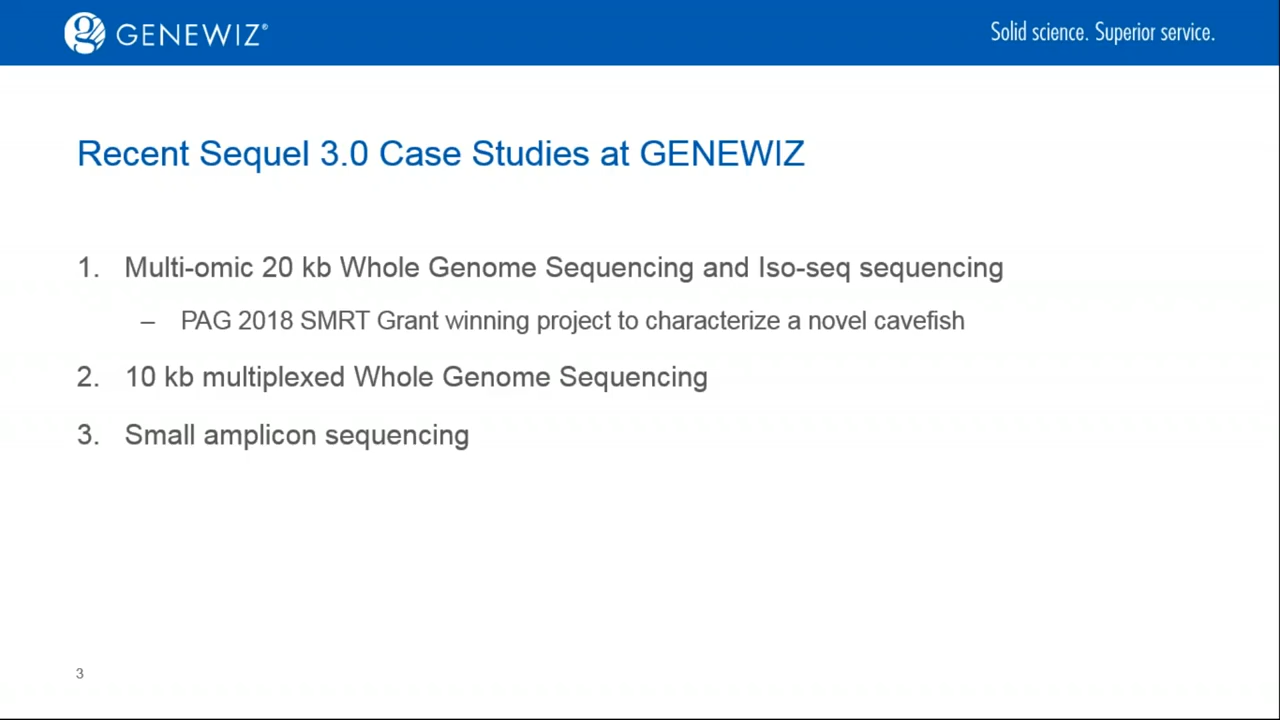 GENEWIZ®
Solid science. Superior service.
Recent Sequel 3.0 Case Studies at GENEWIZ
1. Multi-omic 20 kb Whole Genome Sequencing and Iso-seq sequencing
– PAG 2018 SMRT Grant winning project to characterize a novel cavefish
2. 10 kb multiplexed Whole Genome Sequencing
3. Small amplicon sequencing
3